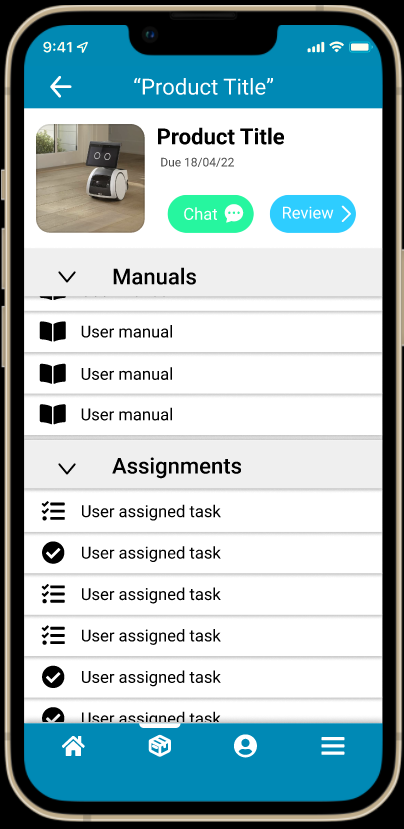 9:41
“Product Title”
Product Title
Due 18/04/22
Chat
Review
Manuals
User manual
User manual
User manual
Assignments
User assigned task
User assigned task
User assigned task
User assigned task
User assigned task
User assigned task